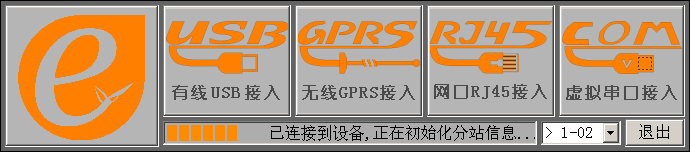 e
USB
有线USB接入
GPRS
无线GPRS接入
RJ45
网口RJ45接入
COM
虚拟串口接入
已连接到设备,正在初始化分站信息...
> 1-02
退出